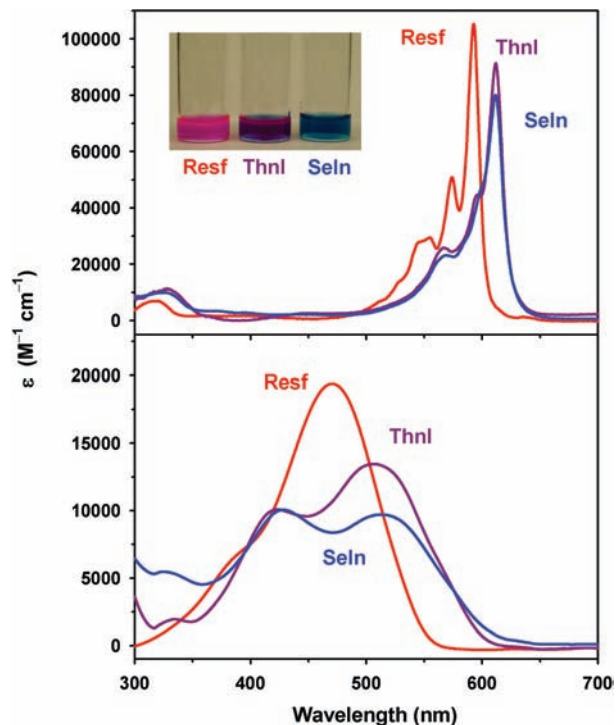 100000
80000
60000
40000
20000
0
Resf
Thnl
Seln
Resf Thnl Seln
ε (M⁻¹ cm⁻¹)
20000
15000
10000
5000
0
Resf
Thnl
Seln
300 400 500 600 700
Wavelength (nm)